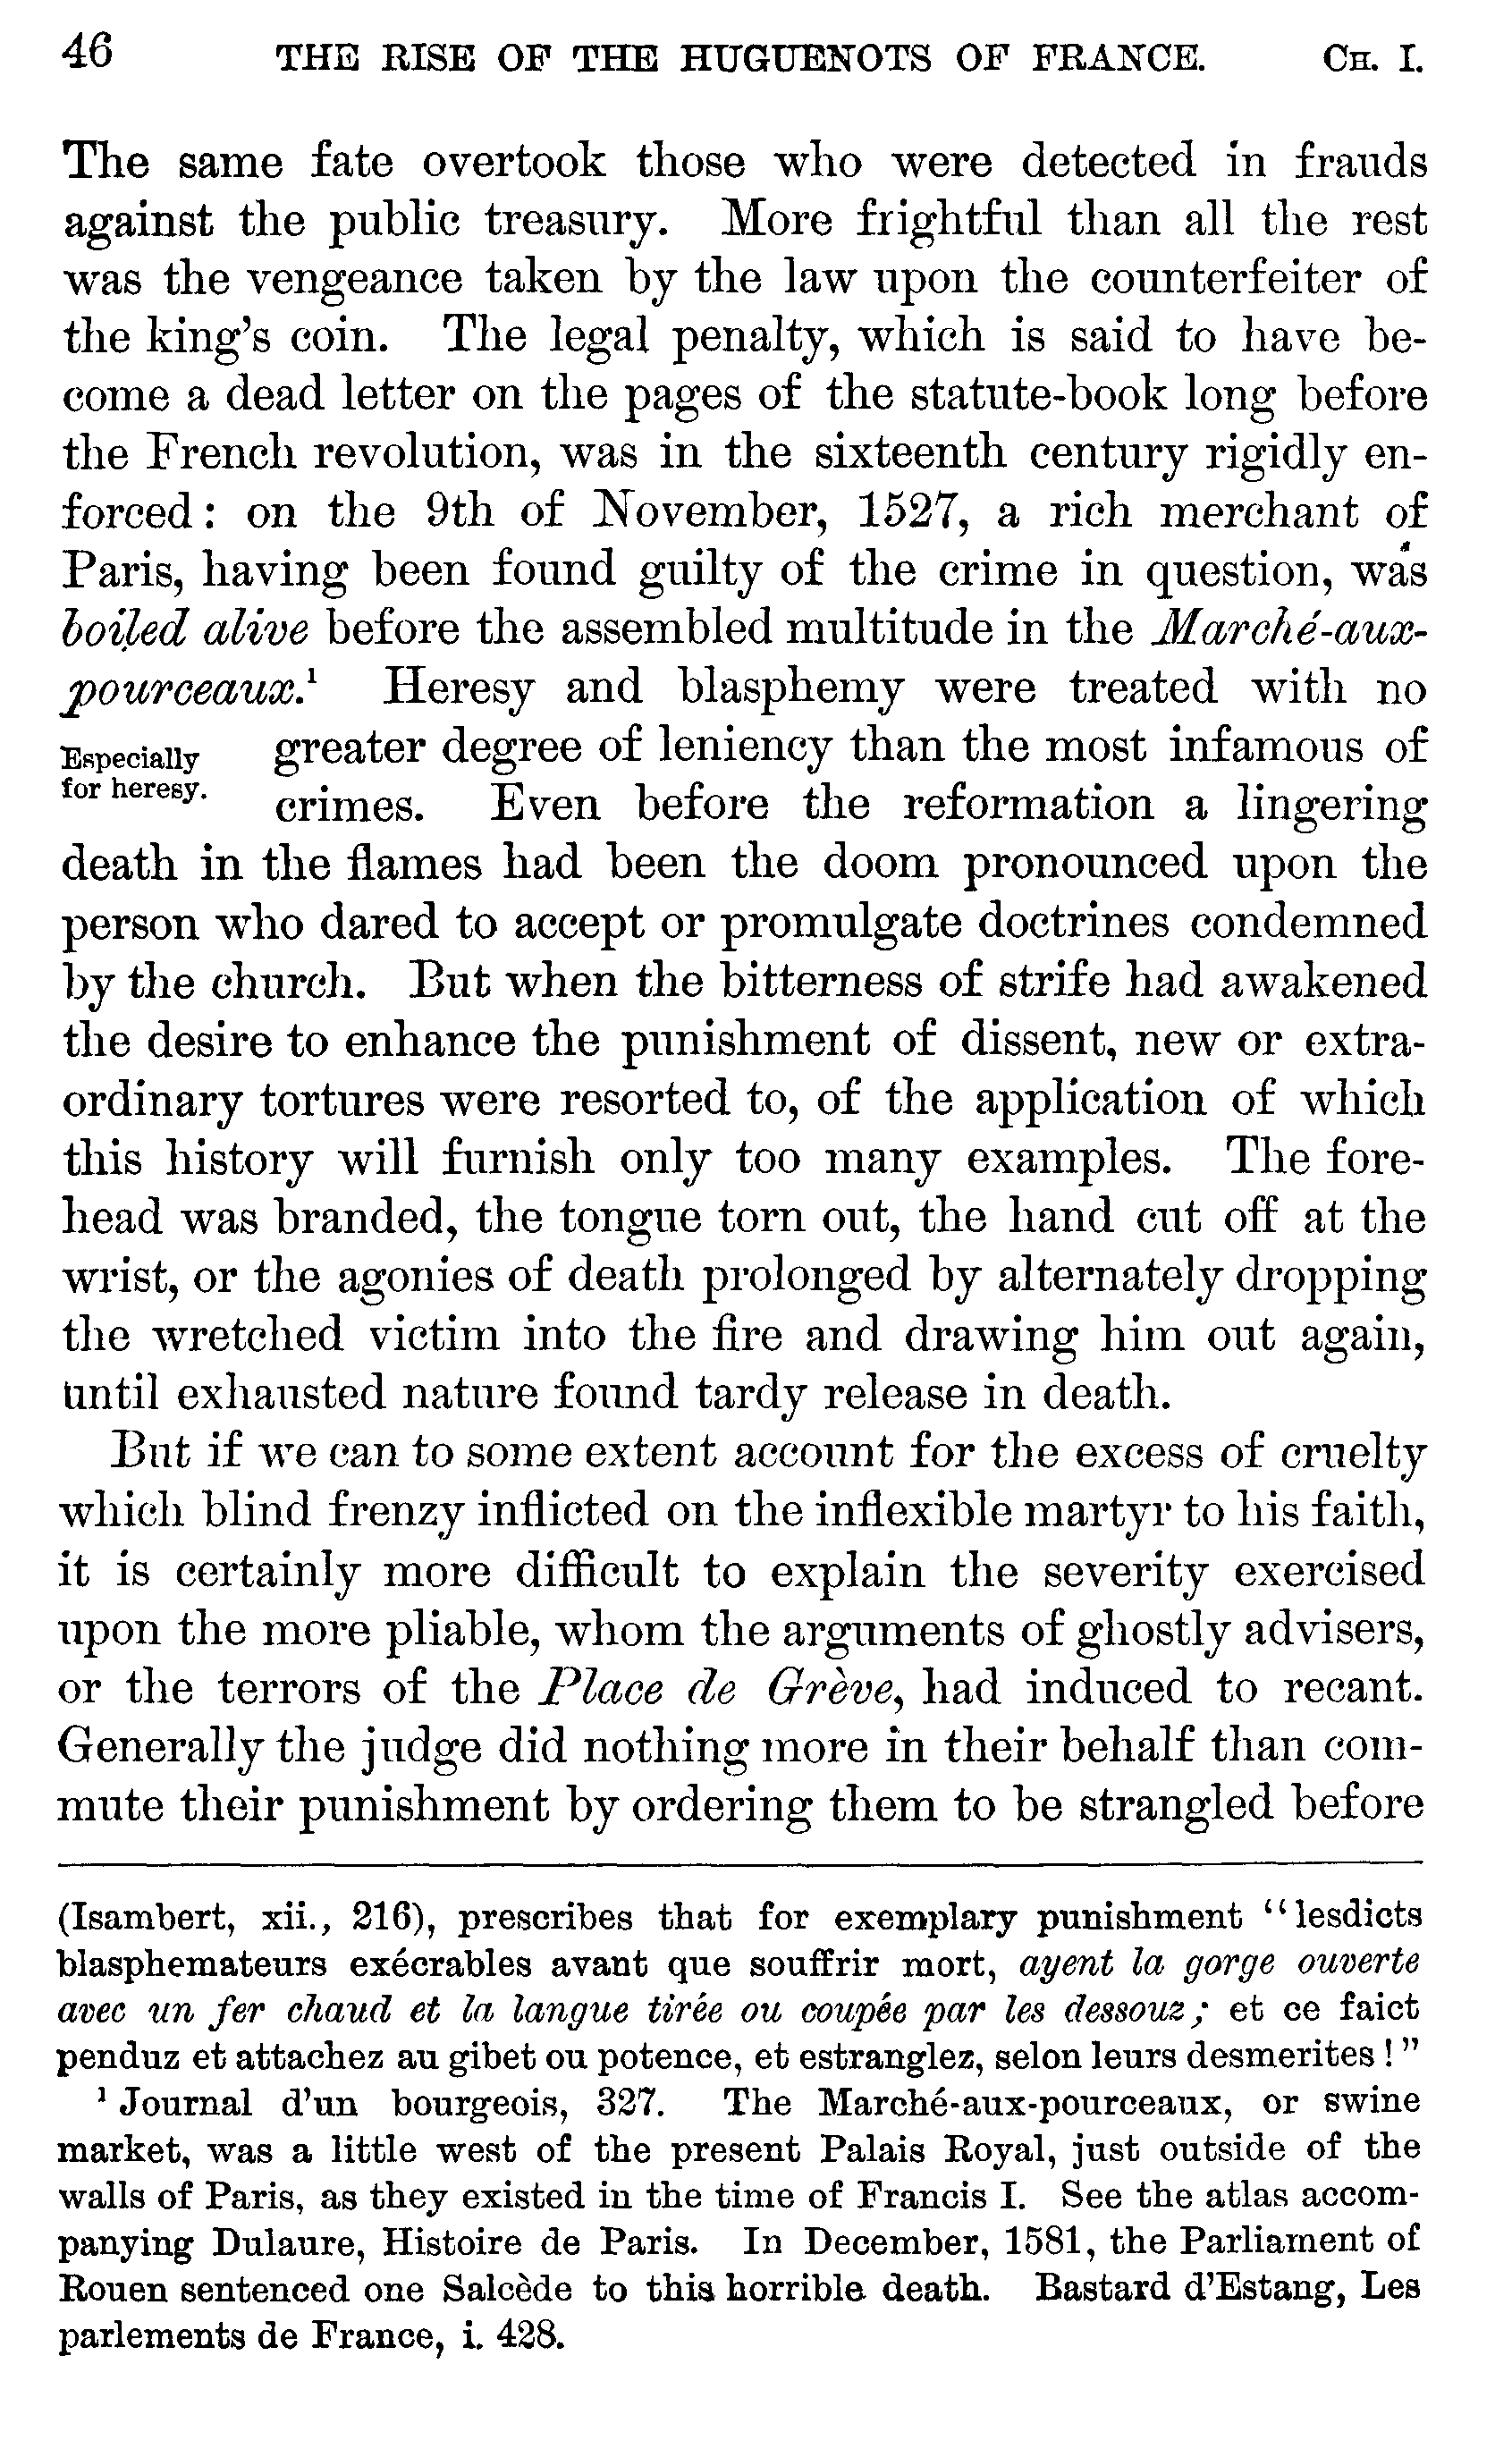 46 THE RISE OF THE HUGUENOTS OF FRANCE. CH. I.
The same fate overtook those who were detected in frauds
against the public treasury. More frightful than all the rest
was the vengeance taken by the law upon the counterfeiter of
the king's coin. The legal penalty, which is said to have be-
come a dead letter on the pages of the statute-book long before
the French revolution, was in the sixteenth century rigidly en-
forced: on the 9th of November, 1527, a rich merchant of
Paris, having been found guilty of the crime in question, was
boiled alive before the assembled multitude in the Marché-aux-
pourceaux.¹ Heresy and blasphemy were treated with no
Especially
for heresy.
greater degree of leniency than the most infamous of
crimes. Even before the reformation a lingering
death in the flames had been the doom pronounced upon the
person who dared to accept or promulgate doctrines condemned
by the church. But when the bitterness of strife had awakened
the desire to enhance the punishment of dissent, new or extra-
ordinary tortures were resorted to, of the application of which
this history will furnish only too many examples. The fore-
head was branded, the tongue torn out, the hand cut off at the
wrist, or the agonies of death prolonged by alternately dropping
the wretched victim into the fire and drawing him out again,
until exhausted nature found tardy release in death.
But if we can to some extent account for the excess of cruelty
which blind frenzy inflicted on the inflexible martyr to his faith,
it is certainly more difficult to explain the severity exercised
upon the more pliable, whom the arguments of ghostly advisers,
or the terrors of the Place de Grève, had induced to recant.
Generally the judge did nothing more in their behalf than com-
mute their punishment by ordering them to be strangled before
(Isambert, xii., 216), prescribes that for exemplary punishment "lesdicts
blasphemateurs exécrables avant que souffrir mort, ayent la gorge ouverte
avec un fer chaud et la langue tirée ou coupée par les dessouz; et ce faict
penduz et attachez au gibet ou potence, et estranglez, selon leurs desmerites!"
¹ Journal d'un bourgeois, 327. The Marché-aux-pourceaux, or swine
market, was a little west of the present Palais Royal, just outside of the
walls of Paris, as they existed in the time of Francis I. See the atlas accom-
panying Dulaure, Histoire de Paris. In December, 1581, the Parliament of
Rouen sentenced one Salcède to this horrible death. Bastard d'Estang, Les
parlements de France, i. 428.